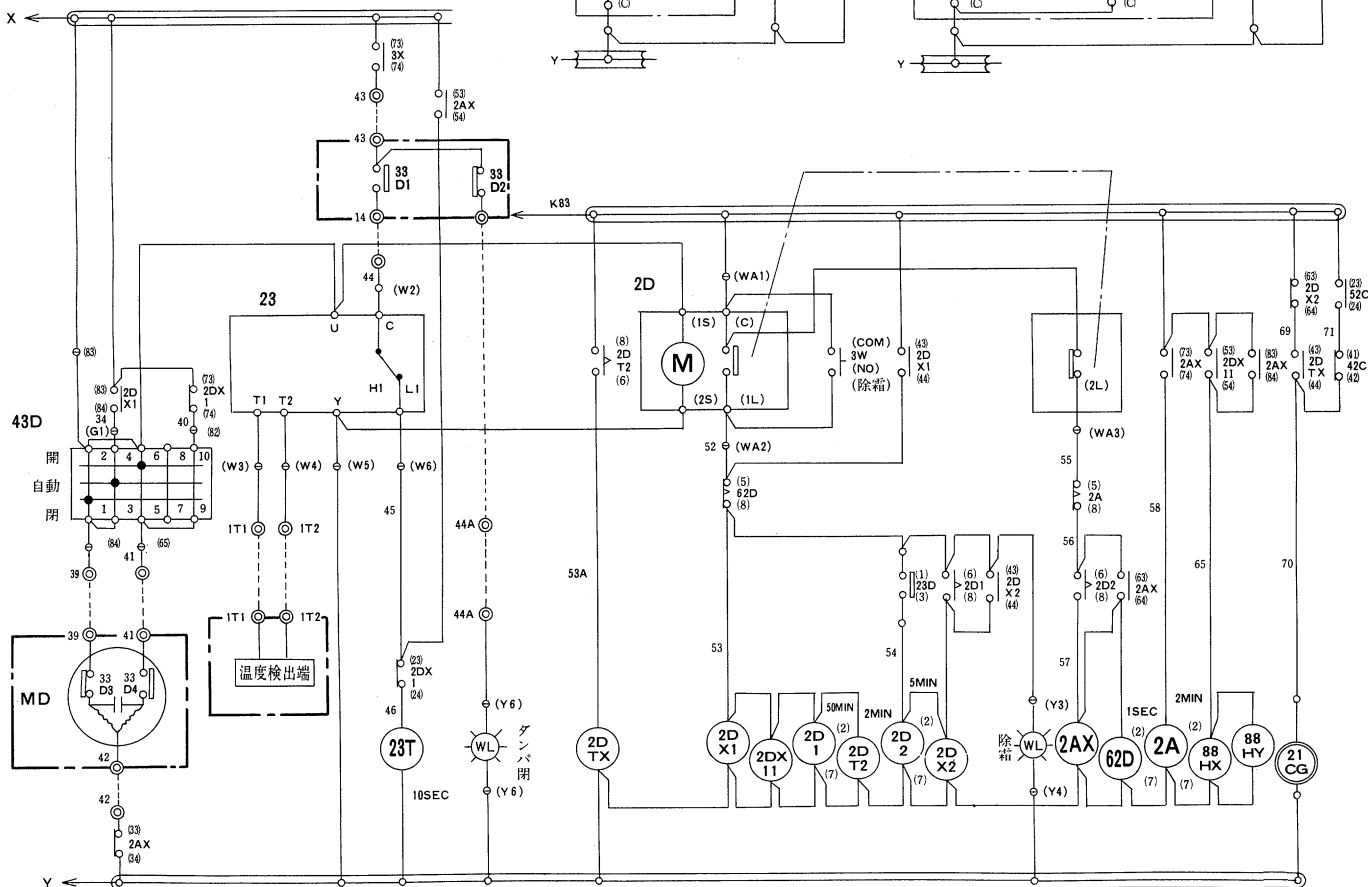 X
(C)
(C)
(C)
Y
Y
(73)
3X
(74)
43
(53)
2AX
(54)
43
33
D1
33
D2
14
K83
44
(W2)
23
U
C
H1
L1
T1
T2
Y
2D
(WA1)
(1S)
(C)
M
(2S)
(1L)
(8)
2D
T2
(6)
(COM)
3W
(NO)
(除霜)
(43)
2D
X1
(44)
(2L)
(73)
2AX
(74)
(53)
2DX
11
(54)
(83)
2AX
(84)
(63)
2D
X2
(64)
69
(43)
2D
TX
(44)
(23)
52C
(24)
71
(41)
42C
(42)
(83)
(83)
2D
X1
(84)
34
(G1)
(73)
2DX
1
(74)
40
(82)
43D
開
自動
閉
2
4
6
8
10
1
3
5
7
9
(84)
(65)
41
39
39
41
MD
33
D3
33
D4
42
42
(33)
2AX
(34)
(W3)
(W4)
(W5)
(W6)
1T1
1T2
1T1
1T2
温度検出端
45
(23)
2DX
1
(24)
46
23T
10SEC
44A
44A
(Y6)
WL
ダンパ閉
(Y6)
53A
2D
TX
52
(WA2)
(5)
62D
(8)
53
(1)
23D
(3)
(6)
2D1
(8)
(43)
2D
X2
(44)
54
2D
X1
2DX
11
50MIN
2D
1
(2)
(7)
2MIN
2D
T2
5MIN
2D
2
(2)
(7)
2D
X2
除霜
(Y3)
WL
(Y4)
(WA3)
55
(5)
2A
(8)
56
(6)
2D2
(8)
(63)
2AX
(64)
57
2AX
1SEC
62D
(2)
(7)
58
2A
2MIN
(2)
(7)
65
88
HX
88
HY
70
21
CG
Y